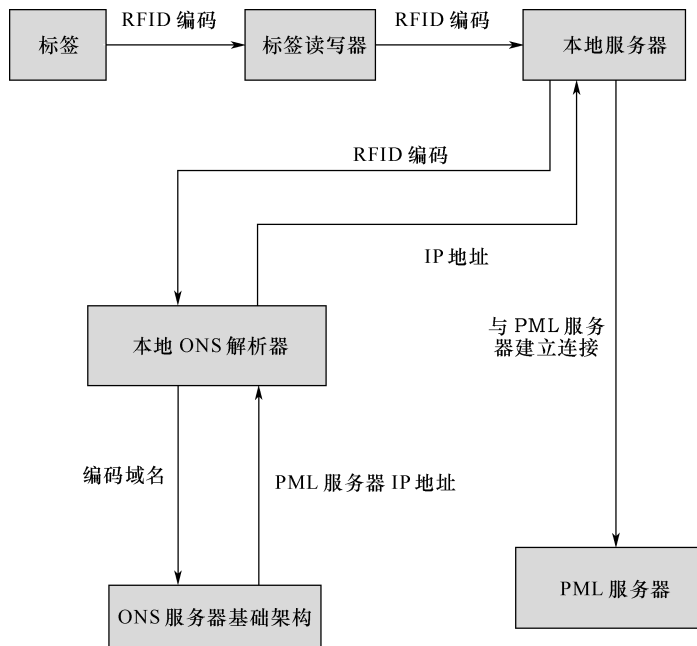 RFID 编码
RFID 编码
标签
标签读写器
本地服务器
RFID 编码
IP 地址
本地 ONS 解析器
与 PML 服务
器建立连接
编码域名
PML 服务器 IP 地址
PML 服务器
ONS 服务器基础架构